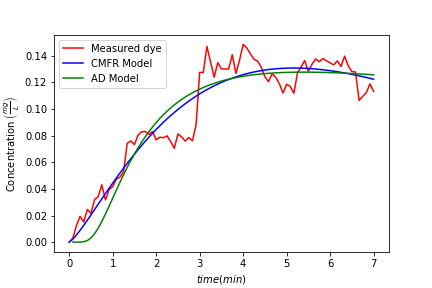 Measured dye
CMFR Model
AD Model
Concentration (mg/L)
0.14
0.12
0.10
0.08
0.06
0.04
0.02
0.00
0 1 2 3 4 5 6 7
time(min)